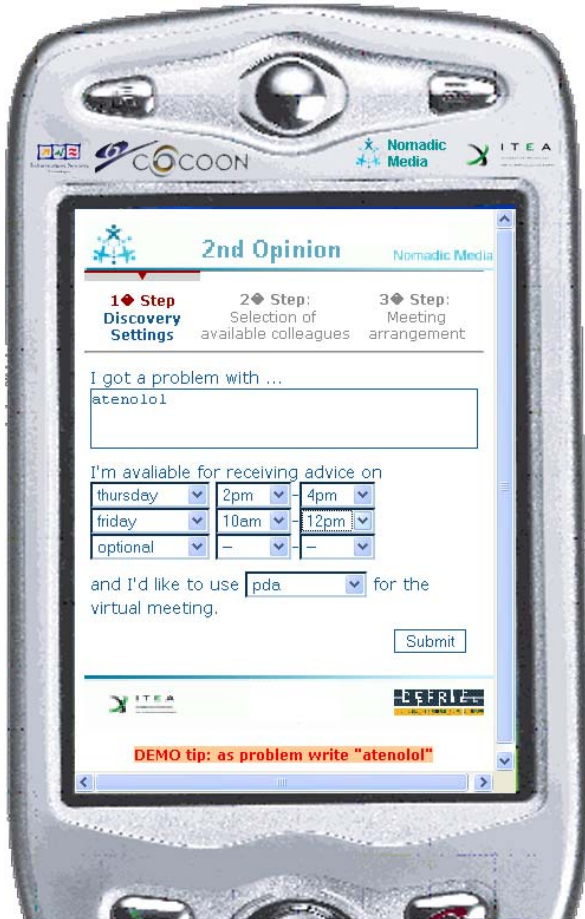 COCOON
Nomadic
Media
ITEA
2nd Opinion
Nomadic Media
1� Step
Discovery
Settings
2� Step:
Selection of
available colleagues
3� Step:
Meeting
arrangement
I got a problem with ...
atenolol
I'm avaliable for receiving advice on
thursday 2pm - 4pm
friday 10am - 12pm
optional – - –
and I'd like to use pda for the
virtual meeting.
Submit
ITEA
CEFRIEL
DEMO tip: as problem write "atenolol"